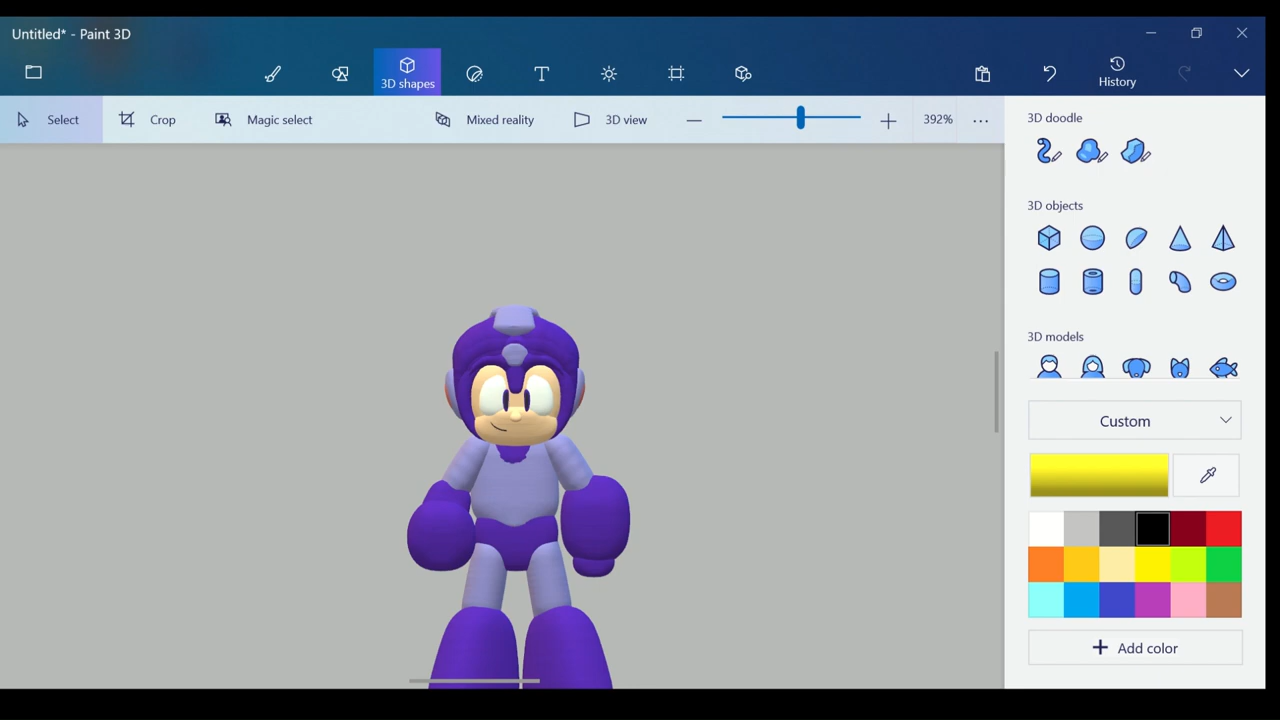 Untitled* - Paint 3D
3D shapes
History
Select
Crop
Magic select
Mixed reality
3D view
392%
3D doodle
3D objects
3D models
Custom
Add color